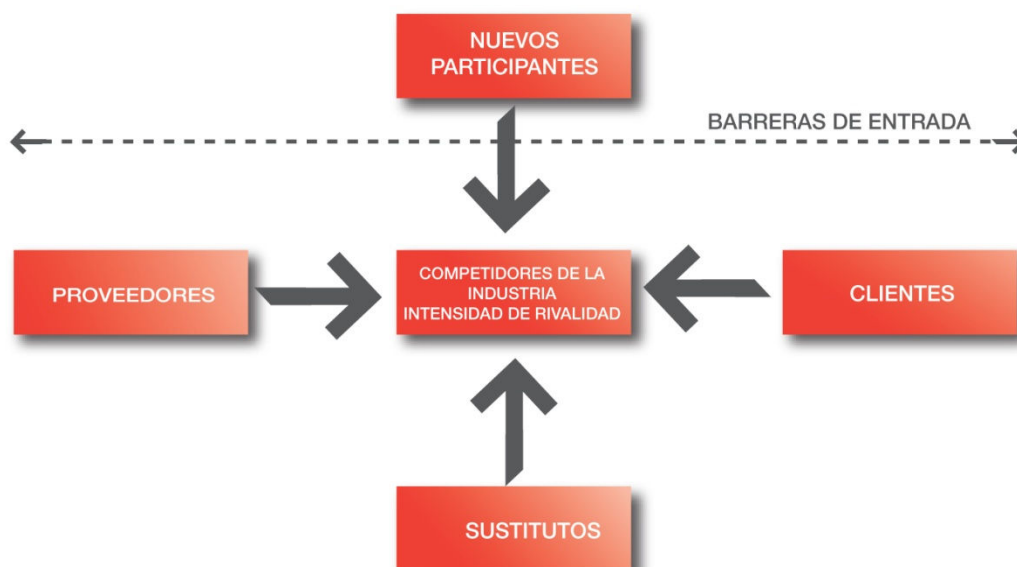 NUEVOS
PARTICIPANTES
BARRERAS DE ENTRADA
PROVEEDORES
COMPETIDORES DE LA
INDUSTRIA
INTENSIDAD DE RIVALIDAD
CLIENTES
SUSTITUTOS